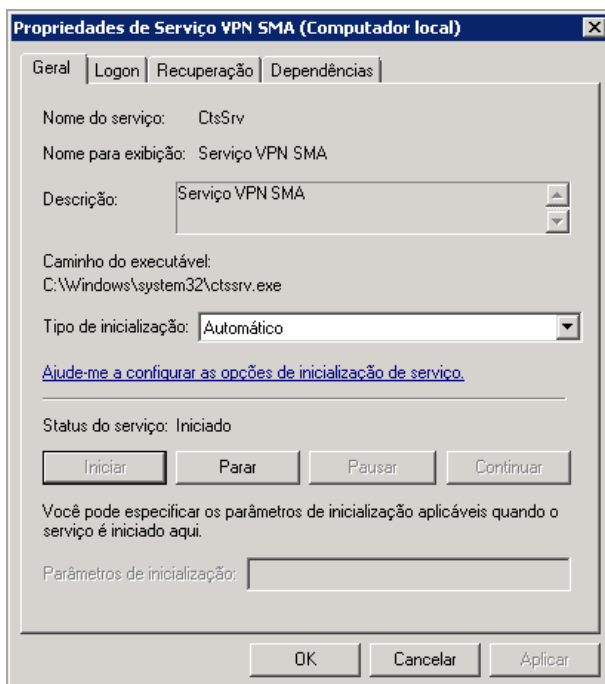 Propriedades de Serviço VPN SMA (Computador local)
Geral Logon Recuperação Dependências
Nome do serviço: CtsSrv
Nome para exibição: Serviço VPN SMA
Descrição: Serviço VPN SMA
Caminho do executável:
C:\Windows\system32\ctssrv.exe
Tipo de inicialização: Automático
Ajude-me a configurar as opções de inicialização de serviço.
Status do serviço: Iniciado
Iniciar Parar Pausar Continuar
Você pode especificar os parâmetros de inicialização aplicáveis quando o
serviço é iniciado aqui.
Parâmetros de inicialização:
OK Cancelar Aplicar